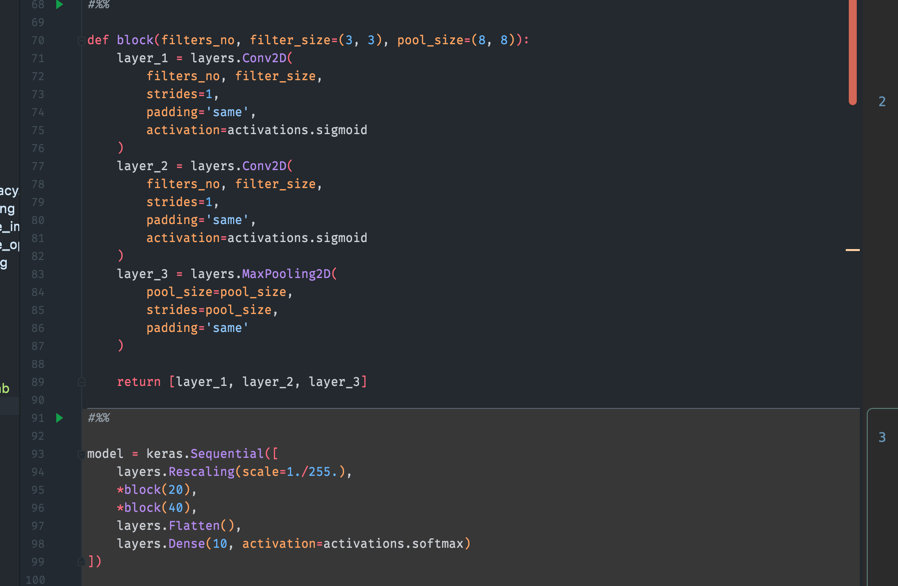 68 #%%
69
70 def block(filters_no, filter_size=(3, 3), pool_size=(8, 8)):
71 layer_1 = layers.Conv2D(
72 filters_no, filter_size,
73 strides=1,
74 padding='same',
75 activation=activations.sigmoid
76 )
77 layer_2 = layers.Conv2D(
78 filters_no, filter_size,
79 strides=1,
80 padding='same',
81 activation=activations.sigmoid
82 )
83 layer_3 = layers.MaxPooling2D(
84 pool_size=pool_size,
85 strides=pool_size,
86 padding='same'
87 )
88
89 return [layer_1, layer_2, layer_3]
90
91 #%%
92
93 model = keras.Sequential([
94 layers.Rescaling(scale=1./255.),
95 *block(20),
96 *block(40),
97 layers.Flatten(),
98 layers.Dense(10, activation=activations.softmax)
99 ])
100
2
3